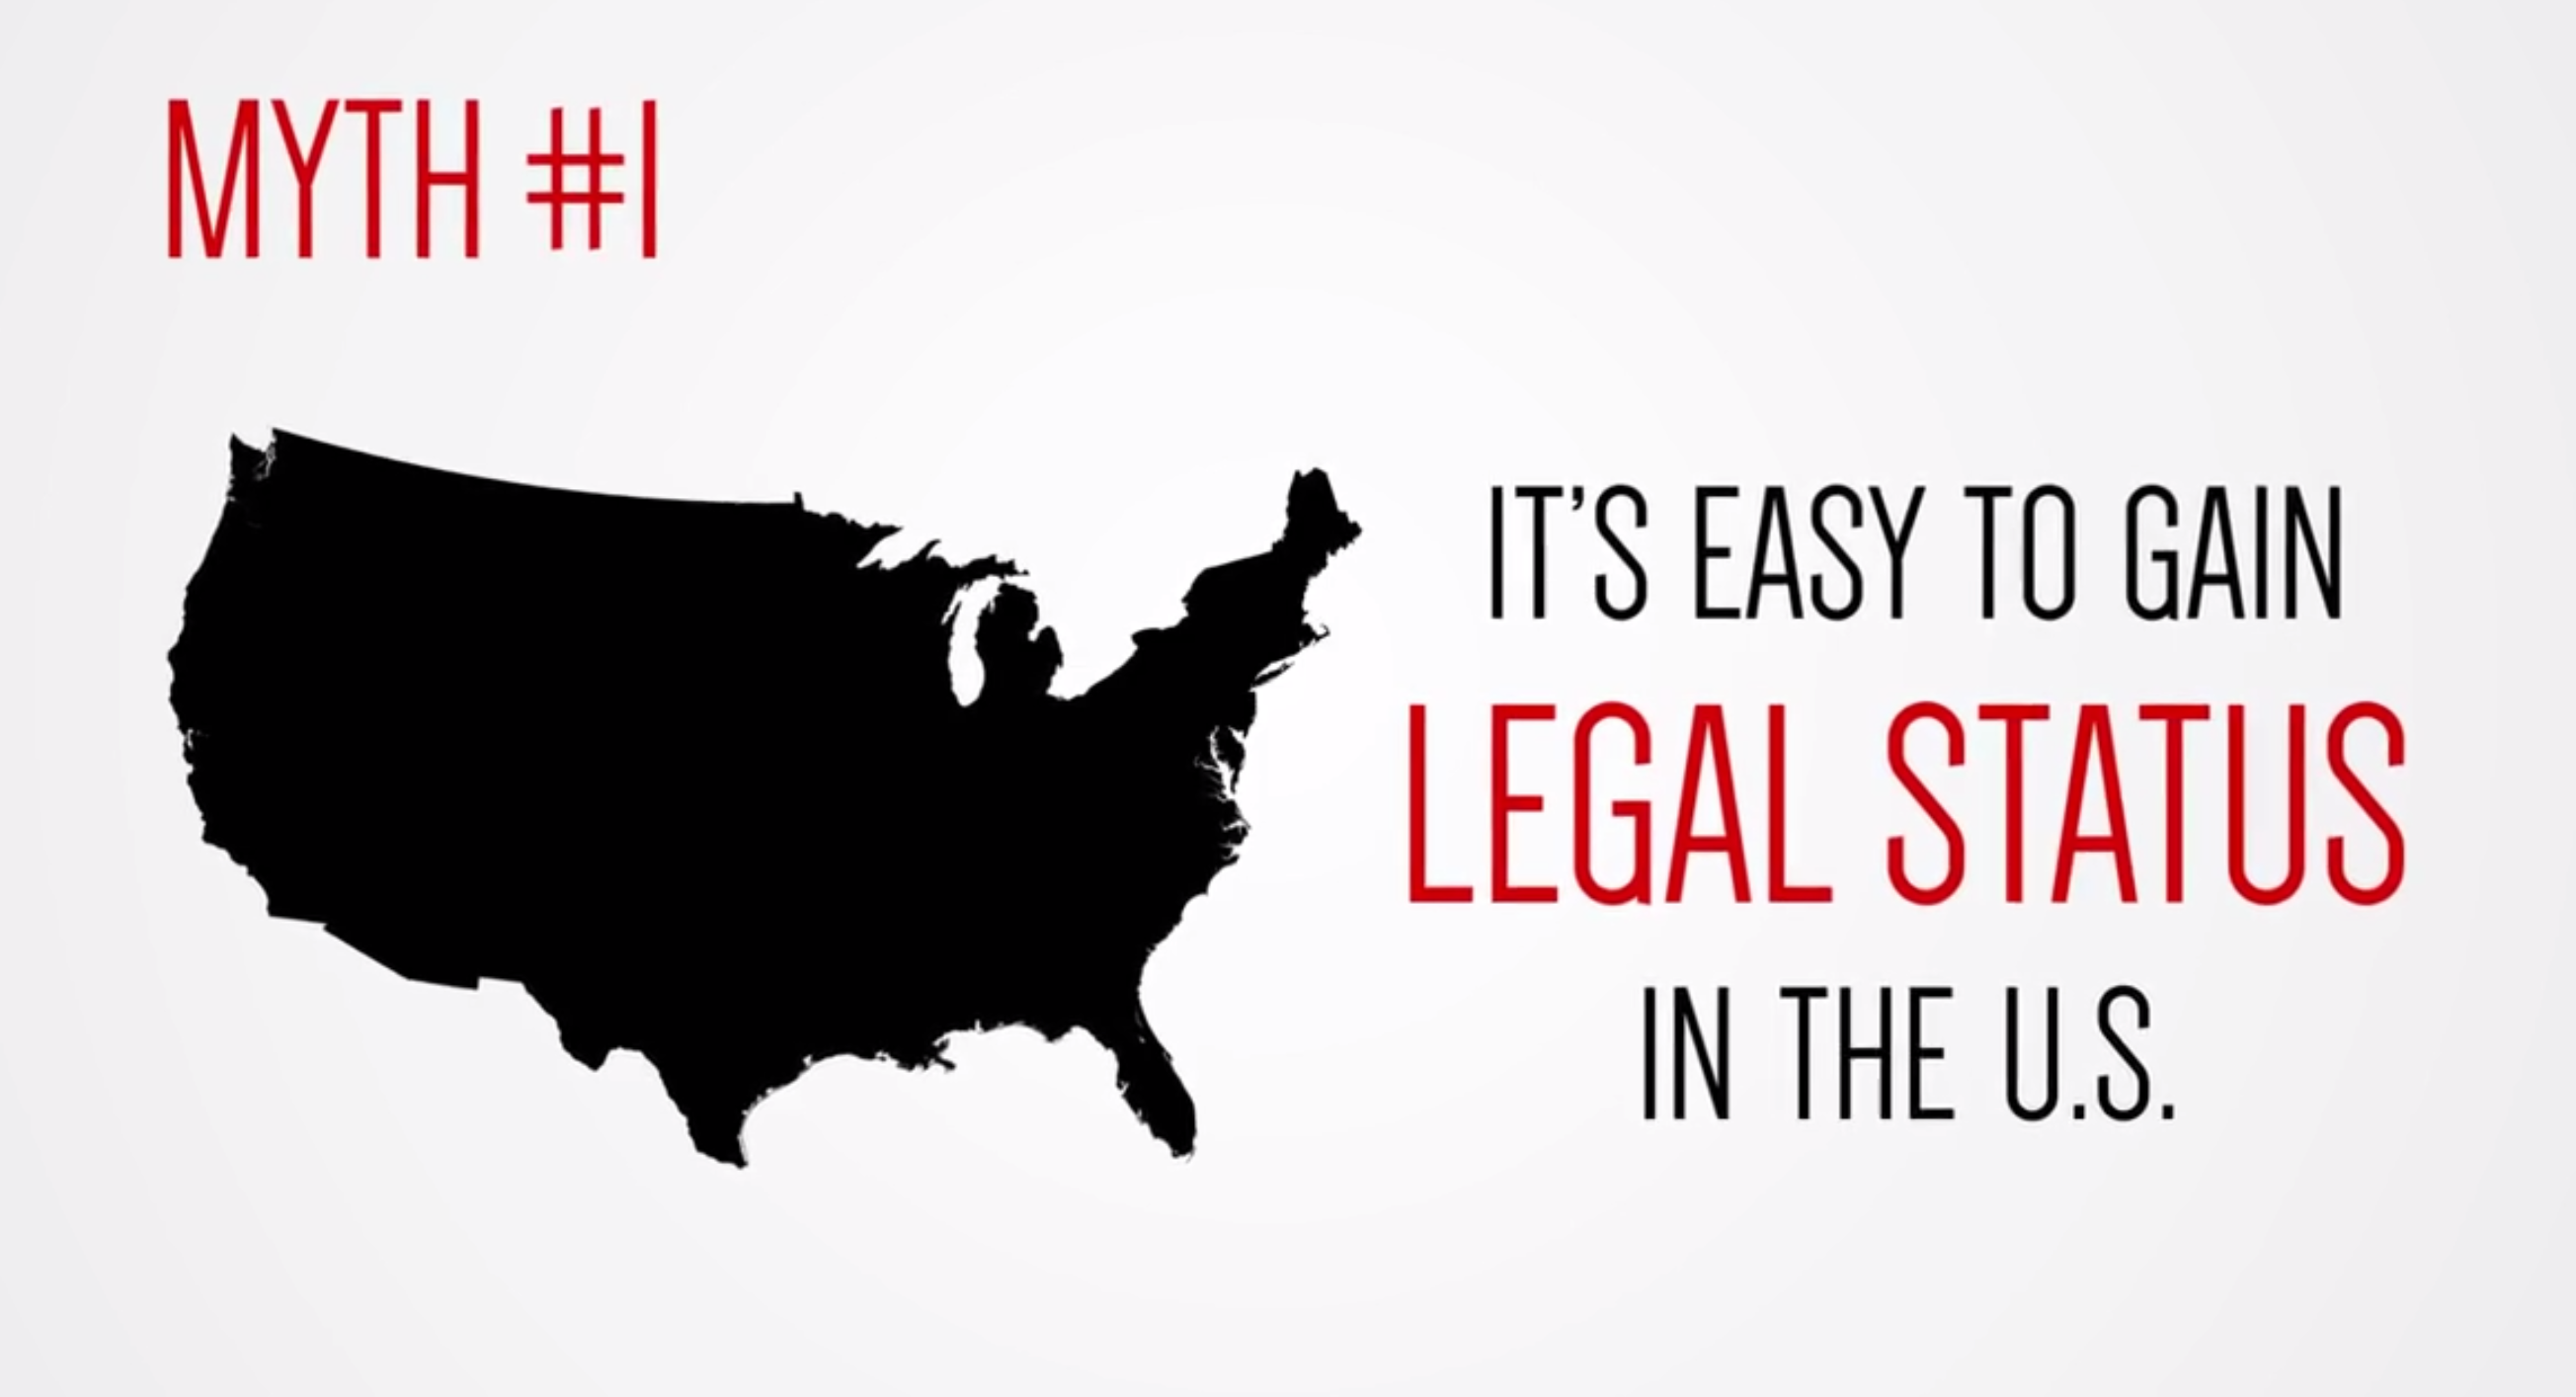 MYTH #1
IT'S EASY TO GAIN
LEGAL STATUS
IN THE U.S.